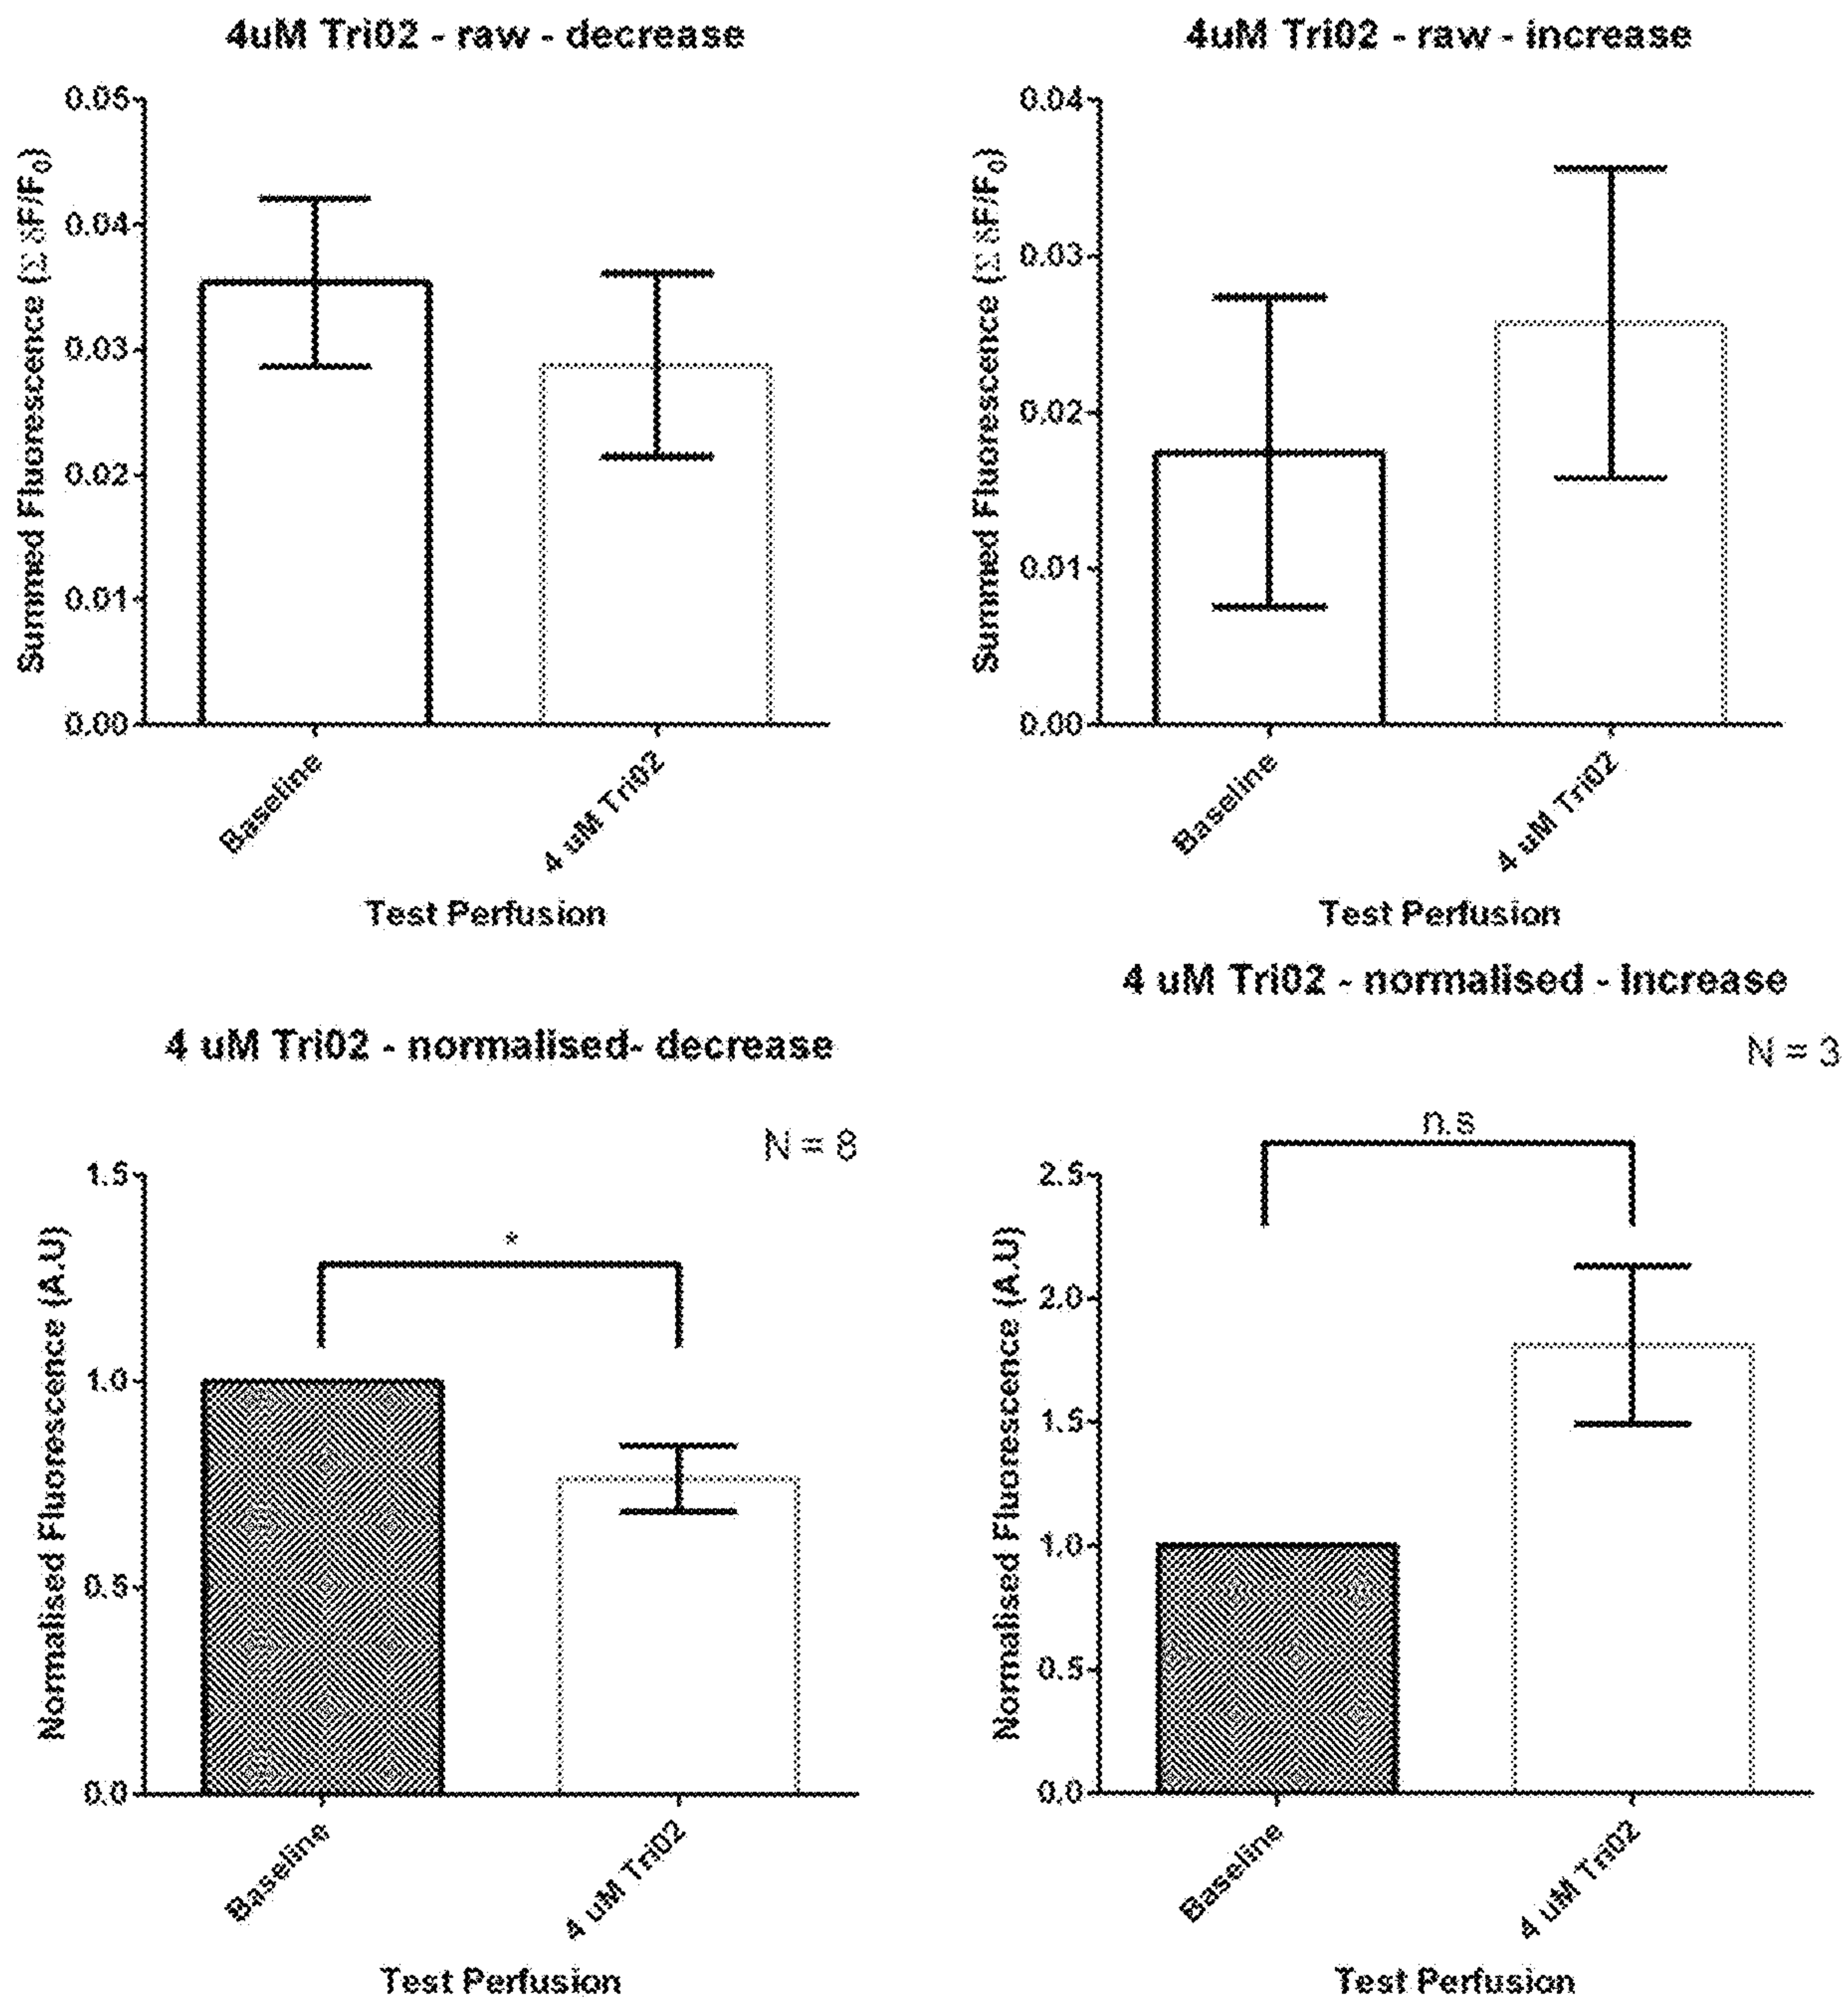 4uM Tri02 - raw - decrease
0.05
0.04
0.03
0.02
0.01
0.00
Summed Fluorescence (Σ δF/F0)
Baseline
4 uM Tri02
Test Perfusion
4uM Tri02 - raw - increase
0.04
0.03
0.02
0.01
0.00
Summed Fluorescence (Σ δF/F0)
Baseline
4 uM Tri02
Test Perfusion
4 uM Tri02 - normalised- decrease
N = 8
*
1.5
1.0
0.5
0.0
Normalised Fluorescence (A.U)
Baseline
4 uM Tri02
Test Perfusion
4 uM Tri02 - normalised - Increase
N = 3
n.s
2.5
2.0
1.5
1.0
0.5
0.0
Normalised Fluorescence (A.U)
Baseline
4 uM Tri02
Test Perfusion